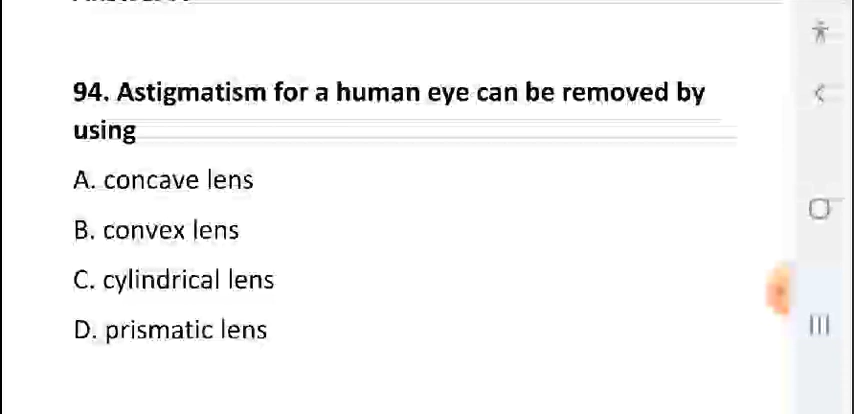 94. Astigmatism for a human eye can be removed by
using
A. concave lens
B. convex lens
C. cylindrical lens
D. prismatic lens